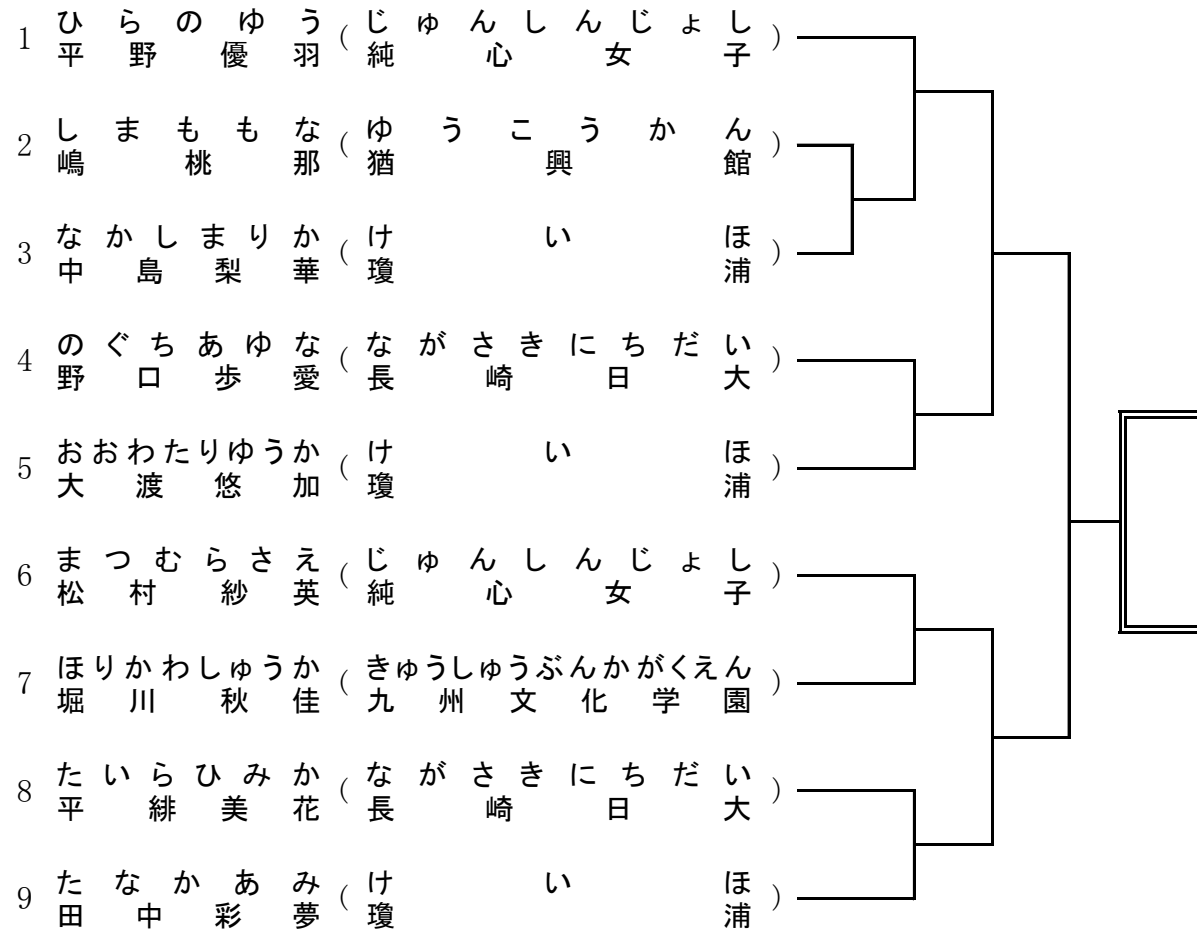 ひらのゆう(じゅんしんじょし)
1 平野優羽(純心女子)
しまももな(ゆうこうかん)
2 嶋桃那(猶興館)
なかしまりか(けいほ)
3 中島梨華(瓊浦)
のぐちあゆな(ながさきにちだい)
4 野口歩愛(長崎日大)
おおわたりゆうか(けいほ)
5 大渡悠加(瓊浦)
まつむらさえ(じゅんしんじょし)
6 松村紗英(純心女子)
ほりかわしゅうか(きゅうしゅうぶんかがくえん)
7 堀川秋佳(九州文化学園)
たいらひみか(ながさきにちだい)
8 平緋美花(長崎日大)
たなかあみ(けいほ)
9 田中彩夢(瓊浦)